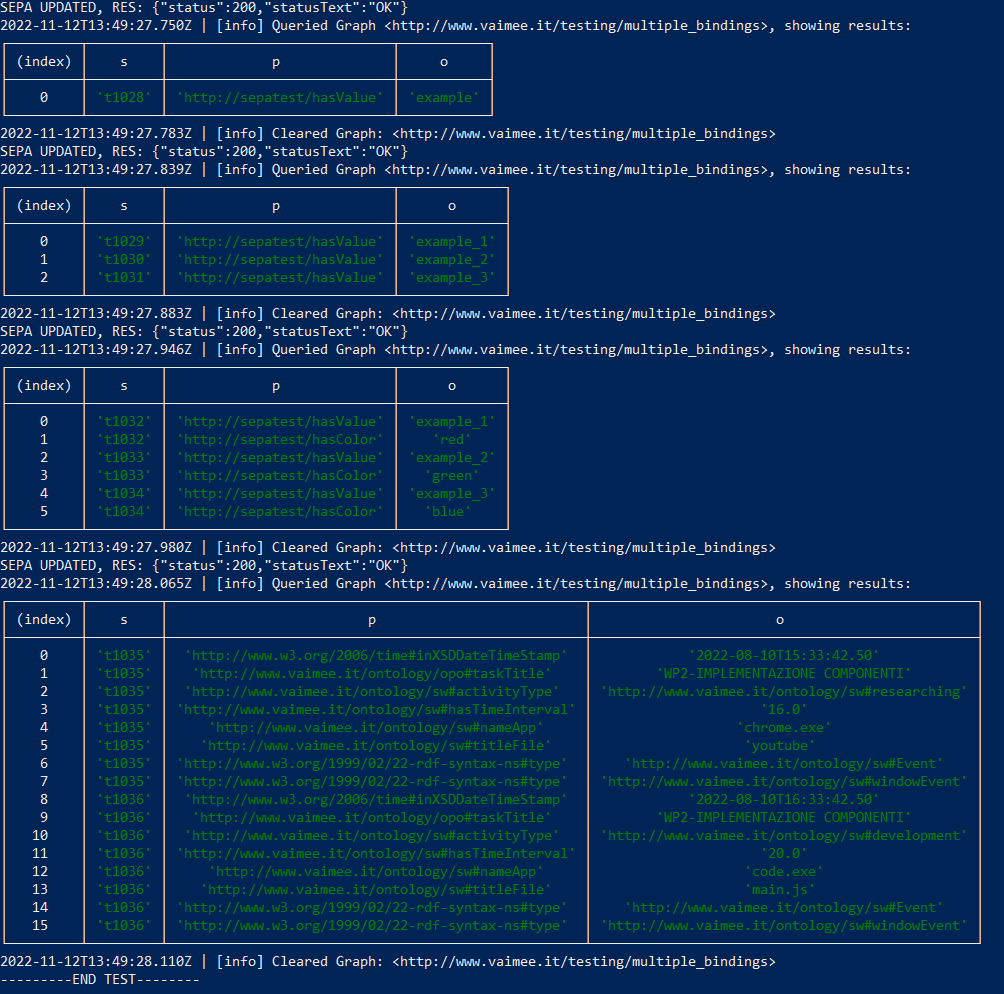 SEPA UPDATED, RES: {"status":200,"statusText":"OK"}
2022-11-12T13:49:27.750Z | [info] Queried Graph <http://www.vaimee.it/testing/multiple_bindings>, showing results:
(index) s p o
0 't1028' 'http://sepatest/hasValue' 'example'
2022-11-12T13:49:27.783Z | [info] Cleared Graph: <http://www.vaimee.it/testing/multiple_bindings>
SEPA UPDATED, RES: {"status":200,"statusText":"OK"}
2022-11-12T13:49:27.839Z | [info] Queried Graph <http://www.vaimee.it/testing/multiple_bindings>, showing results:
(index) s p o
0 't1029' 'http://sepatest/hasValue' 'example_1'
1 't1030' 'http://sepatest/hasValue' 'example_2'
2 't1031' 'http://sepatest/hasValue' 'example_3'
2022-11-12T13:49:27.883Z | [info] Cleared Graph: <http://www.vaimee.it/testing/multiple_bindings>
SEPA UPDATED, RES: {"status":200,"statusText":"OK"}
2022-11-12T13:49:27.946Z | [info] Queried Graph <http://www.vaimee.it/testing/multiple_bindings>, showing results:
(index) s p o
0 't1032' 'http://sepatest/hasValue' 'example_1'
1 't1032' 'http://sepatest/hasColor' 'red'
2 't1033' 'http://sepatest/hasValue' 'example_2'
3 't1033' 'http://sepatest/hasColor' 'green'
4 't1034' 'http://sepatest/hasValue' 'example_3'
5 't1034' 'http://sepatest/hasColor' 'blue'
2022-11-12T13:49:27.980Z | [info] Cleared Graph: <http://www.vaimee.it/testing/multiple_bindings>
SEPA UPDATED, RES: {"status":200,"statusText":"OK"}
2022-11-12T13:49:28.065Z | [info] Queried Graph <http://www.vaimee.it/testing/multiple_bindings>, showing results:
(index) s p o
0 't1035' 'http://www.w3.org/2006/time#inXSDDateTimeStamp' '2022-08-10T15:33:42.50'
1 't1035' 'http://www.vaimee.it/ontology/opo#taskTitle' 'WP2-IMPLEMENTAZIONE COMPONENTI'
2 't1035' 'http://www.vaimee.it/ontology/sw#activityType' 'http://www.vaimee.it/ontology/sw#researching'
3 't1035' 'http://www.vaimee.it/ontology/sw#hasTimeInterval' '16.0'
4 't1035' 'http://www.vaimee.it/ontology/sw#nameApp' 'chrome.exe'
5 't1035' 'http://www.vaimee.it/ontology/sw#titleFile' 'youtube'
6 't1035' 'http://www.w3.org/1999/02/22-rdf-syntax-ns#type' 'http://www.vaimee.it/ontology/sw#Event'
7 't1035' 'http://www.w3.org/1999/02/22-rdf-syntax-ns#type' 'http://www.vaimee.it/ontology/sw#windowEvent'
8 't1036' 'http://www.w3.org/2006/time#inXSDDateTimeStamp' '2022-08-10T16:33:42.50'
9 't1036' 'http://www.vaimee.it/ontology/opo#taskTitle' 'WP2-IMPLEMENTAZIONE COMPONENTI'
10 't1036' 'http://www.vaimee.it/ontology/sw#activityType' 'http://www.vaimee.it/ontology/sw#development'
11 't1036' 'http://www.vaimee.it/ontology/sw#hasTimeInterval' '20.0'
12 't1036' 'http://www.vaimee.it/ontology/sw#nameApp' 'code.exe'
13 't1036' 'http://www.vaimee.it/ontology/sw#titleFile' 'main.js'
14 't1036' 'http://www.w3.org/1999/02/22-rdf-syntax-ns#type' 'http://www.vaimee.it/ontology/sw#Event'
15 't1036' 'http://www.w3.org/1999/02/22-rdf-syntax-ns#type' 'http://www.vaimee.it/ontology/sw#windowEvent'
2022-11-12T13:49:28.110Z | [info] Cleared Graph: <http://www.vaimee.it/testing/multiple_bindings>
---------END TEST--------